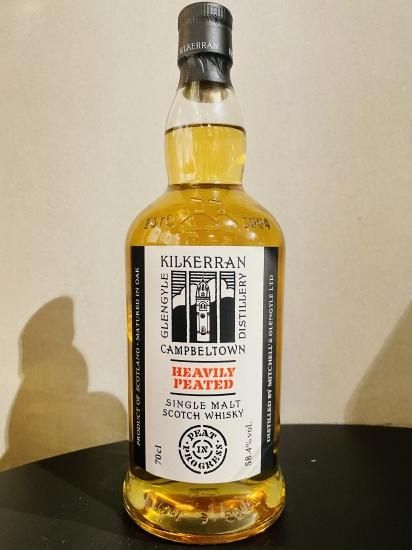 KILKERRAN
KILKERRAN
GLENGYLE
DISTILLERY
CAMPBELTOWN
HEAVILY
PEATED
SINGLE MALT
SCOTCH WHISKY
PEAT
IN
PROGRESS
70cl
58.4% vol.
PRODUCT OF SCOTLAND · MATURED IN OAK
DISTILLED BY MITCHELL'S GLENGYLE LTD